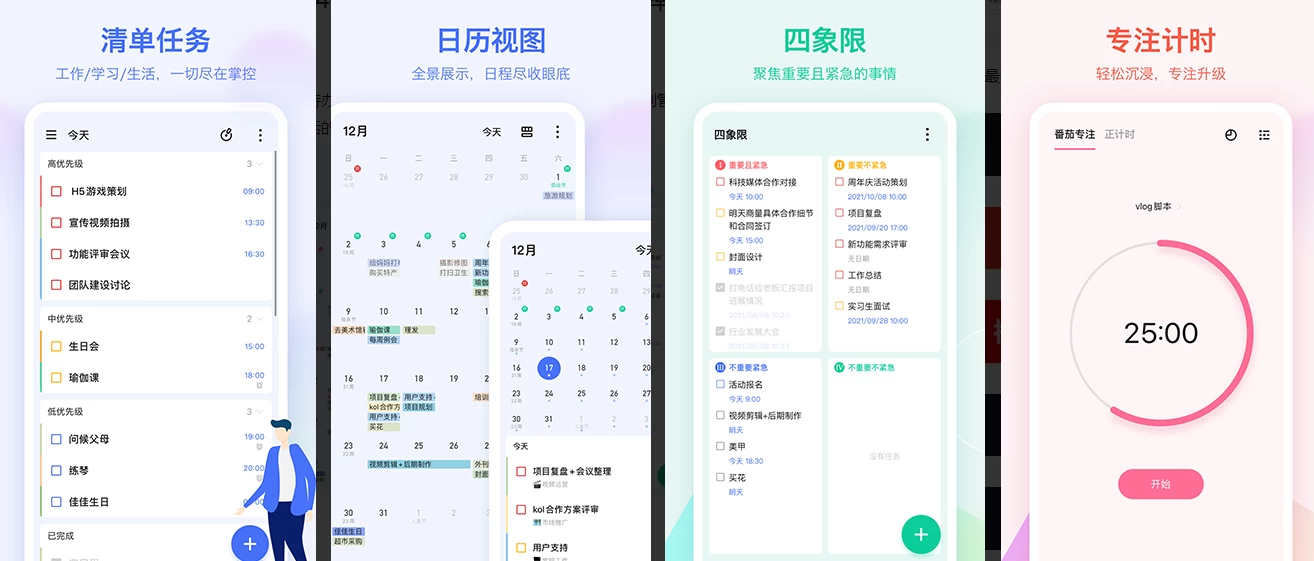 清单任务
工作/学习/生活，一切尽在掌控
今天
高优先级 3
H5游戏策划 09:00
宣传视频拍摄 13:30
功能评审会议 16:30
团队建设讨论
中优先级 2
生日会 15:00
瑜伽课 18:00
低优先级 3
问候父母 19:00
练琴 20:00
佳佳生日
已完成
日历视图
全景展示，日程尽收眼底
12月 今天
日 一 二 三 四 五 六
25 26 27 28 29 30 1
旅游规划
2 3 4 5 6
给妈妈打 摄影修图 周年
购买特产 打扫卫生 新功
瑜伽
搜索
9 10 11 12
去美术馆 瑜伽课 理发
每周例会
16 17 18 19 20
项目复盘 用户支持 培训
kol合作方 项目规划
用户支持
买花
23 24 25 26 27
视频剪辑+后期制作 外刊
封面
30 31 1 2 3
佳佳生日
超市采购
12月 今天
日 一 二 三 四 五
25 26 27 28 29 30
2 3 4 5 6
9 10 11 12 13
16 17 18 19 20
23 24 25 26 27
30 31 1 2 3
今天
项目复盘+会议整理
视频运营
kol合作方案评审
市场推广
用户支持
四象限
聚焦重要且紧急的事情
四象限
I 重要且紧急
科技媒体合作对接
今天 10:00
明天商量具体合作细节
和合同签订
今天 15:00
封面设计
明天
打电话给老板汇报项目
进展情况
2021/08/08 10:23
行业发展大会
2021/08/08 10:23
II 重要不紧急
周年庆活动策划
2021/10/08 10:00
项目复盘
2021/09/20 17:00
新功能需求评审
无日期
工作总结
无日期
实习生面试
2021/09/28 10:00
III 不重要紧急
活动报名
今天 9:00
视频剪辑+后期制作
明天
美甲
今天 18:30
买花
明天
IV 不重要不紧急
没有任务
专注计时
轻松沉浸，专注升级
番茄专注 正计时
vlog脚本
25:00
开始